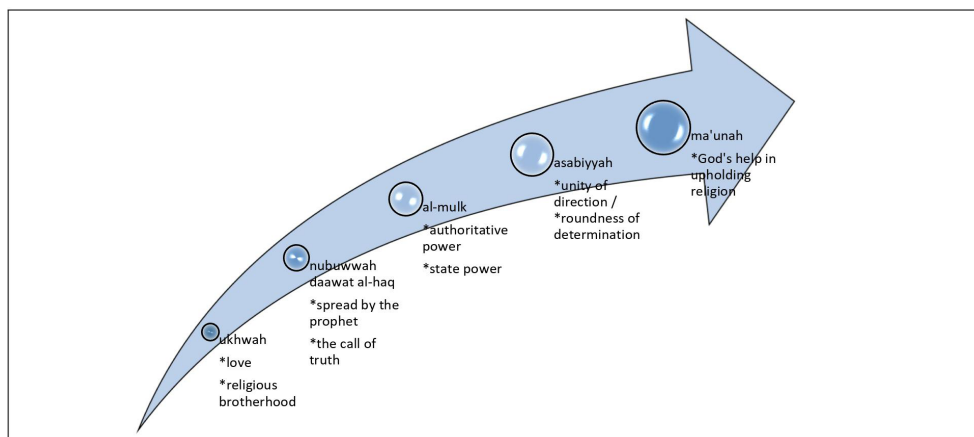 ukhwah
*love
*religious
brotherhood
nubuwwah
daawat al-haq
*spread by the
prophet
*the call of
truth
al-mulk
*authoritative
power
*state power
asabiyyah
*unity of
direction /
*roundness of
determination
ma'unah
*God's help in
upholding
religion